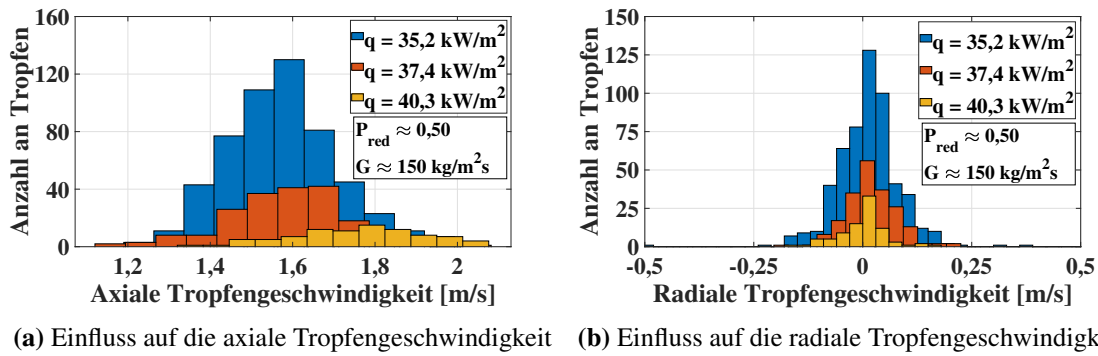 Anzahl an Tropfen
160
120
80
40
0
1,2
1,4
1,6
1,8
2
Axiale Tropfengeschwindigkeit [m/s]
q = 35,2 kW/m²
q = 37,4 kW/m²
q = 40,3 kW/m²
P_red ≈ 0,50
G ≈ 150 kg/m²s
(a) Einfluss auf die axiale Tropfengeschwindigkeit
Anzahl an Tropfen
150
125
100
75
50
25
0
-0,5
-0,25
0
0,25
0,5
Radiale Tropfengeschwindigkeit [m/s]
q = 35,2 kW/m²
q = 37,4 kW/m²
q = 40,3 kW/m²
P_red ≈ 0,50
G ≈ 150 kg/m²s
(b) Einfluss auf die radiale Tropfengeschwindigk